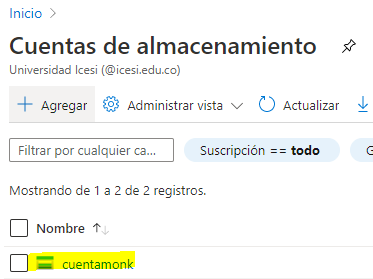 Inicio >
Cuentas de almacenamiento
Universidad Icesi (@icesi.edu.co)
+ Agregar Administrar vista Actualizar
Filtrar por cualquier ca... Suscripción == todo G
Mostrando de 1 a 2 de 2 registros.
Nombre ↑↓
cuentamonk